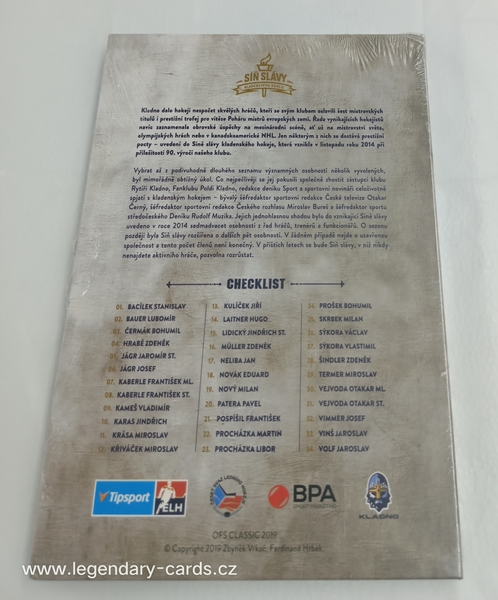 SÍŇ SLÁVY
KLADENSKÉHO HOKEJE
Kladno dalo hokeji nespočet skvělých hráčů, kteří se svým klubem oslavili šest mistrovských
titulů i prestižní trofej pro vítěze Poháru mistrů evropských zemí. Řada vynikajících hokejistů
navíc zaznamenala obrovské úspěchy na mezinárodní scéně, ať už na mistrovství světa,
olympijských hrách nebo v kanadskoamerické NHL. Jen některým z nich se dostává prestižní
pocty – uvedení do Síně slávy kladenského hokeje, která vznikla v listopadu roku 2014 při
příležitosti 90. výročí našeho klubu.
Vybrat až z podivuhodně dlouhého seznamu významných osobností několik vyvolených,
byl mimořádně obtížný úkol. Co nejpečlivěji se jej pokusili společně zhostit zástupci klubu
Rytíři Kladno, Fanklubu Poldi Kladno, redakce deníku Sport a sportovní novináři celoživotně
spjatí s kladenským hokejem – bývalý šéfredaktor sportovní redakce České televize Otakar
Černý, šéfredaktor sportovní redakce Českého rozhlasu Miroslav Bureš a šéfredaktor sportu
středočeského Deníku Rudolf Muzika. Jejich jednohlasnou shodou bylo do vznikající Síně slávy
uvedeno v roce 2014 sedmadvacet osobností z řad hráčů, trenérů a funkcionářů. O sezonu
později byla Síň slávy rozšířena o dalších pět osobností. V žádném případě nejde o uzavřenou
společnost a tento počet členů není konečný. V příštích letech se bude Síň slávy, v níž nikdy
nenajdete aktivního hráče, pozvolna rozrůstat.
CHECKLIST
01. BACÍLEK STANISLAV
02. BAUER LUBOMÍR
03. ČERMÁK BOHUMIL
04. HRABĚ ZDENĚK
05. JÁGR JAROMÍR ST.
06. JÁGR JOSEF
07. KABERLE FRANTIŠEK ML.
08. KABERLE FRANTIŠEK ST.
09. KAMEŠ VLADIMÍR
10. KARAS JINDŘICH
11. KRÁSA MIROSLAV
12. KŘIVÁČEK MIROSLAV
13. KULÍČEK JIŘÍ
14. LAITNER HUGO
15. LIDICKÝ JINDŘICH ST.
16. MÜLLER ZDENĚK
17. NELIBA JAN
18. NOVÁK EDUARD
19. NOVÝ MILAN
20. PATERA PAVEL
21. POSPÍŠIL FRANTIŠEK
22. PROCHÁZKA MARTIN
23. PROCHÁZKA LIBOR
24. PROŠEK BOHUMIL
25. SKRBEK MILAN
26. SÝKORA VÁCLAV
27. SÝKORA VLASTIMIL
28. ŠINDLER ZDENĚK
29. TERMER MIROSLAV
30. VEJVODA OTAKAR ML.
31. VEJVODA OTAKAR ST.
32. VIMMER JOSEF
33. VINŠ JAROSLAV
34. VOLF JAROSLAV
Tipsport
ELH
BPA
SPORT MARKETING
KLADNO
OFS CLASSIC 2019
© Copyright 2019 Zbyněk Vrkač, Ferdinand Hrbek
www.legendary-cards.cz